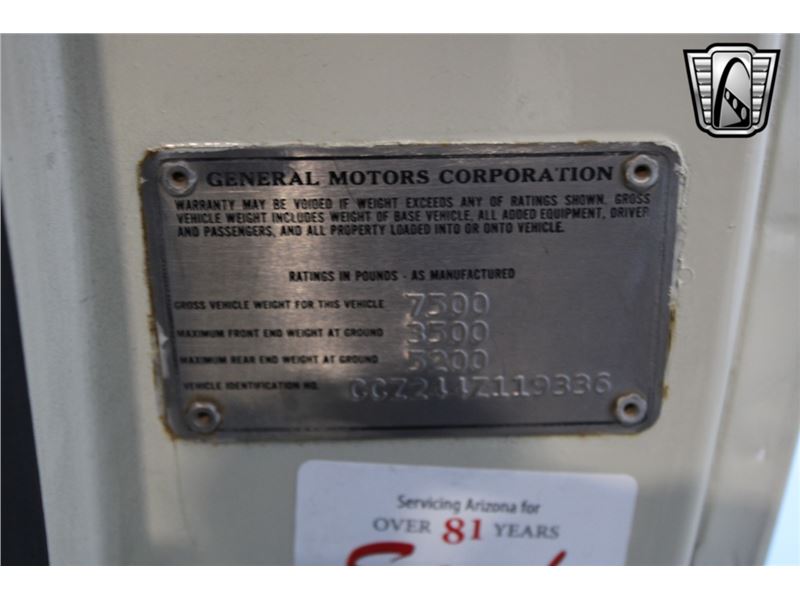 GENERAL MOTORS CORPORATION
WARRANTY MAY BE VOIDED IF WEIGHT EXCEEDS ANY OF RATINGS SHOWN. GROSS
VEHICLE WEIGHT INCLUDES WEIGHT OF BASE VEHICLE, ALL ADDED EQUIPMENT, DRIVER
AND PASSENGERS, AND ALL PROPERTY LOADED INTO OR ONTO VEHICLE.
RATINGS IN POUNDS - AS MANUFACTURED
GROSS VEHICLE WEIGHT FOR THIS VEHICLE 7500
MAXIMUM FRONT END WEIGHT AT GROUND 3500
MAXIMUM REAR END WEIGHT AT GROUND 5200
VEHICLE IDENTIFICATION NO. CCZ244Z119336
Servicing Arizona for
OVER 81 YEARS